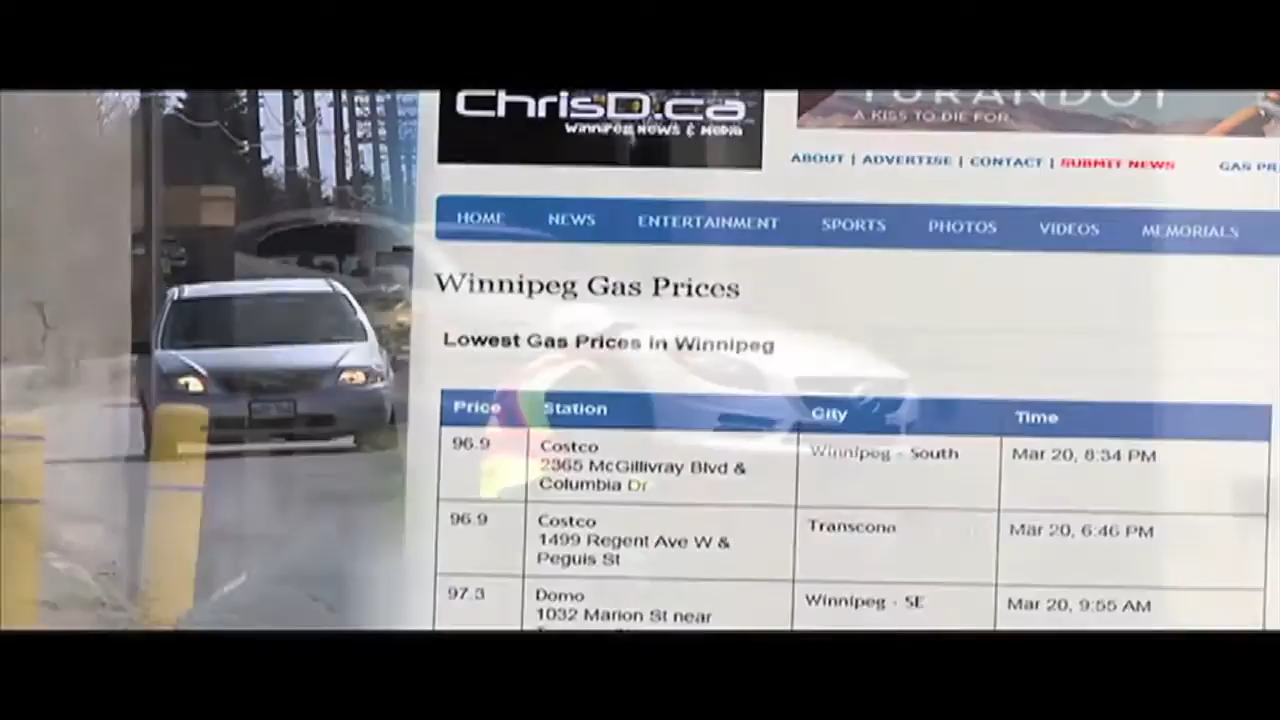 ChrisD.ca
Winnipeg News & Media
TURANDOT
A KISS TO DIE FOR
ABOUT | ADVERTISE | CONTACT | SUBMIT NEWS
GAS PR
HOME NEWS ENTERTAINMENT SPORTS PHOTOS VIDEOS MEMORIALS
Winnipeg Gas Prices
Lowest Gas Prices in Winnipeg
Price Station City Time
96.9 Costco Winnipeg - South Mar 20, 8:34 PM
2365 McGillivray Blvd &
Columbia Dr
96.9 Costco Transcona Mar 20, 6:46 PM
1499 Regent Ave W &
Peguis St
97.3 Domo Winnipeg - SE Mar 20, 9:55 AM
1032 Marion St near